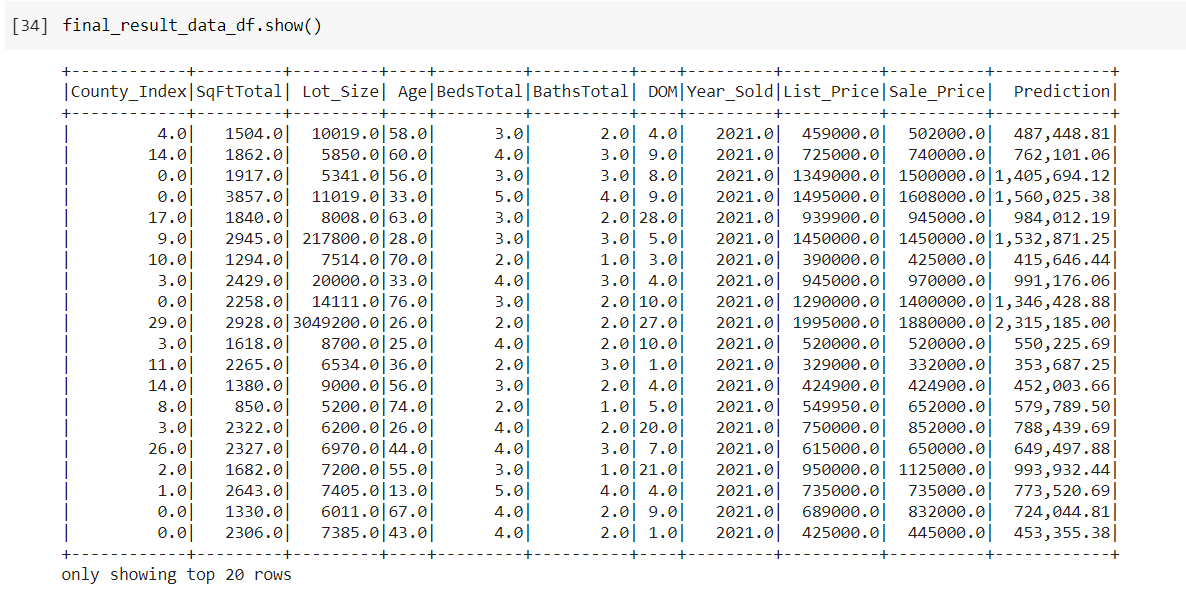 [34] final_result_data_df.show()
+------------+---------+---------+----+---------+----------+----+---------+----------+----------+------------+
|County_Index|SqFtTotal| Lot_Size| Age|BedsTotal|BathsTotal| DOM|Year_Sold|List_Price|Sale_Price|  Prediction|
+------------+---------+---------+----+---------+----------+----+---------+----------+----------+------------+
|         4.0|   1504.0|  10019.0|58.0|      3.0|       2.0| 4.0|   2021.0|  459000.0|  502000.0|  487,448.81|
|        14.0|   1862.0|   5850.0|60.0|      4.0|       3.0| 9.0|   2021.0|  725000.0|  740000.0|  762,101.06|
|         0.0|   1917.0|   5341.0|56.0|      3.0|       3.0| 8.0|   2021.0| 1349000.0| 1500000.0|1,405,694.12|
|         0.0|   3857.0|  11019.0|33.0|      5.0|       4.0| 9.0|   2021.0| 1495000.0| 1608000.0|1,560,025.38|
|        17.0|   1840.0|   8008.0|63.0|      3.0|       2.0|28.0|   2021.0|  939900.0|  945000.0|  984,012.19|
|         9.0|   2945.0| 217800.0|28.0|      3.0|       3.0| 5.0|   2021.0| 1450000.0| 1450000.0|1,532,871.25|
|        10.0|   1294.0|   7514.0|70.0|      2.0|       1.0| 3.0|   2021.0|  390000.0|  425000.0|  415,646.44|
|         3.0|   2429.0|  20000.0|33.0|      4.0|       3.0| 4.0|   2021.0|  945000.0|  970000.0|  991,176.06|
|         0.0|   2258.0|  14111.0|76.0|      3.0|       2.0|10.0|   2021.0| 1290000.0| 1400000.0|1,346,428.88|
|        29.0|   2928.0|3049200.0|26.0|      2.0|       2.0|27.0|   2021.0| 1995000.0| 1880000.0|2,315,185.00|
|         3.0|   1618.0|   8700.0|25.0|      4.0|       2.0|10.0|   2021.0|  520000.0|  520000.0|  550,225.69|
|        11.0|   2265.0|   6534.0|36.0|      2.0|       3.0| 1.0|   2021.0|  329000.0|  332000.0|  353,687.25|
|        14.0|   1380.0|   9000.0|56.0|      3.0|       2.0| 4.0|   2021.0|  424900.0|  424900.0|  452,003.66|
|         8.0|    850.0|   5200.0|74.0|      2.0|       1.0| 5.0|   2021.0|  549950.0|  652000.0|  579,789.50|
|         3.0|   2322.0|   6200.0|26.0|      4.0|       2.0|20.0|   2021.0|  750000.0|  852000.0|  788,439.69|
|        26.0|   2327.0|   6970.0|44.0|      4.0|       3.0| 7.0|   2021.0|  615000.0|  650000.0|  649,497.88|
|         2.0|   1682.0|   7200.0|55.0|      3.0|       1.0|21.0|   2021.0|  950000.0| 1125000.0|  993,932.44|
|         1.0|   2643.0|   7405.0|13.0|      5.0|       4.0| 4.0|   2021.0|  735000.0|  735000.0|  773,520.69|
|         0.0|   1330.0|   6011.0|67.0|      4.0|       2.0| 9.0|   2021.0|  689000.0|  832000.0|  724,044.81|
|         0.0|   2306.0|   7385.0|43.0|      4.0|       2.0| 1.0|   2021.0|  425000.0|  445000.0|  453,355.38|
+------------+---------+---------+----+---------+----------+----+---------+----------+----------+------------+
only showing top 20 rows